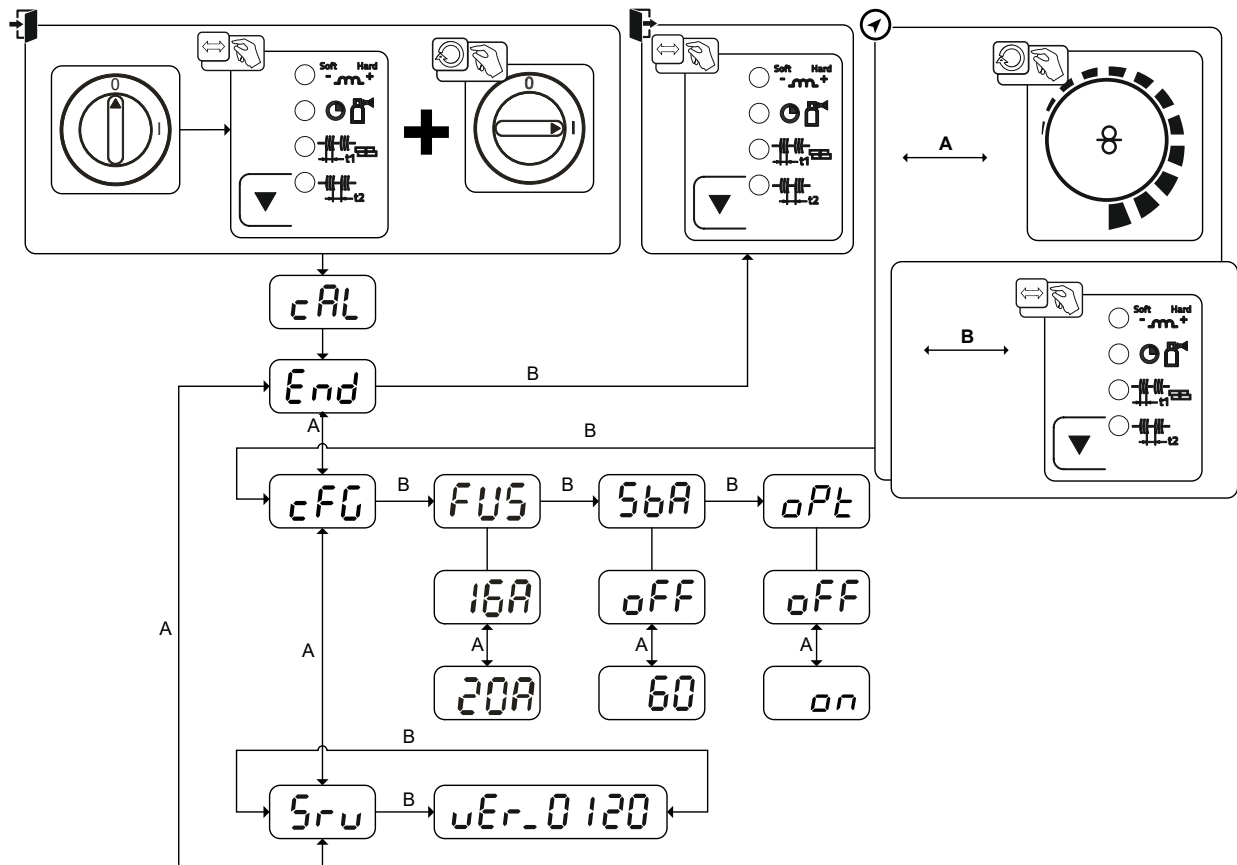 Soft Hard
- +
0
I
t1
t2
+
0
I
Soft Hard
- +
t1
t2
A
Soft Hard
- +
t1
t2
B
cAL
End
B
A
B
cFG
B
FUS
B
SbA
B
oPt
16A
oFF
oFF
A
A
A
A
A
20A
60
on
B
Sru
B
uEr_0120